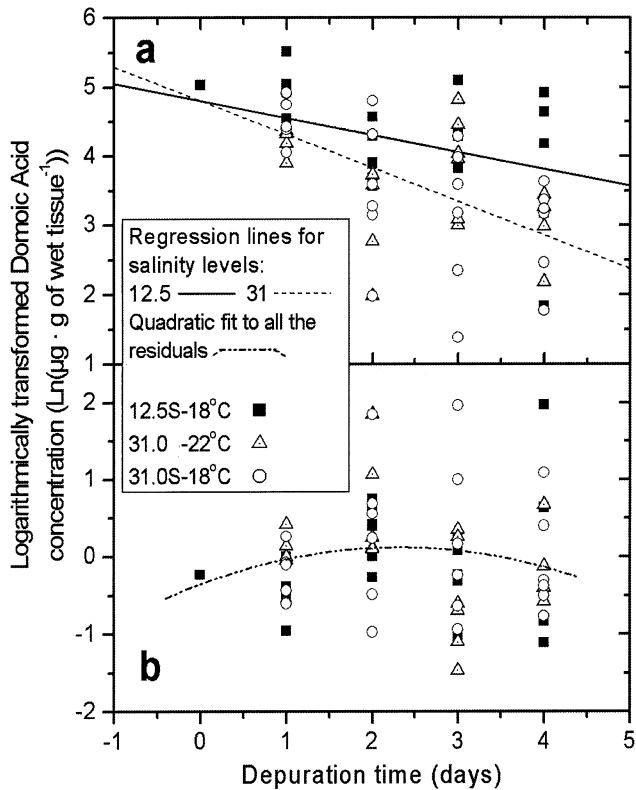 a
6
5
4
3
2
1
Logarithmically transformed Domoic Acid
concentration (Ln(µg · g of wet tissue⁻¹))
Regression lines for
salinity levels:
12.5 31
Quadratic fit to all the
residuals
12.5S-18°C
31.0 -22°C
31.0S-18°C
2
1
0
-1
-2
b
-1 0 1 2 3 4 5
Depuration time (days)